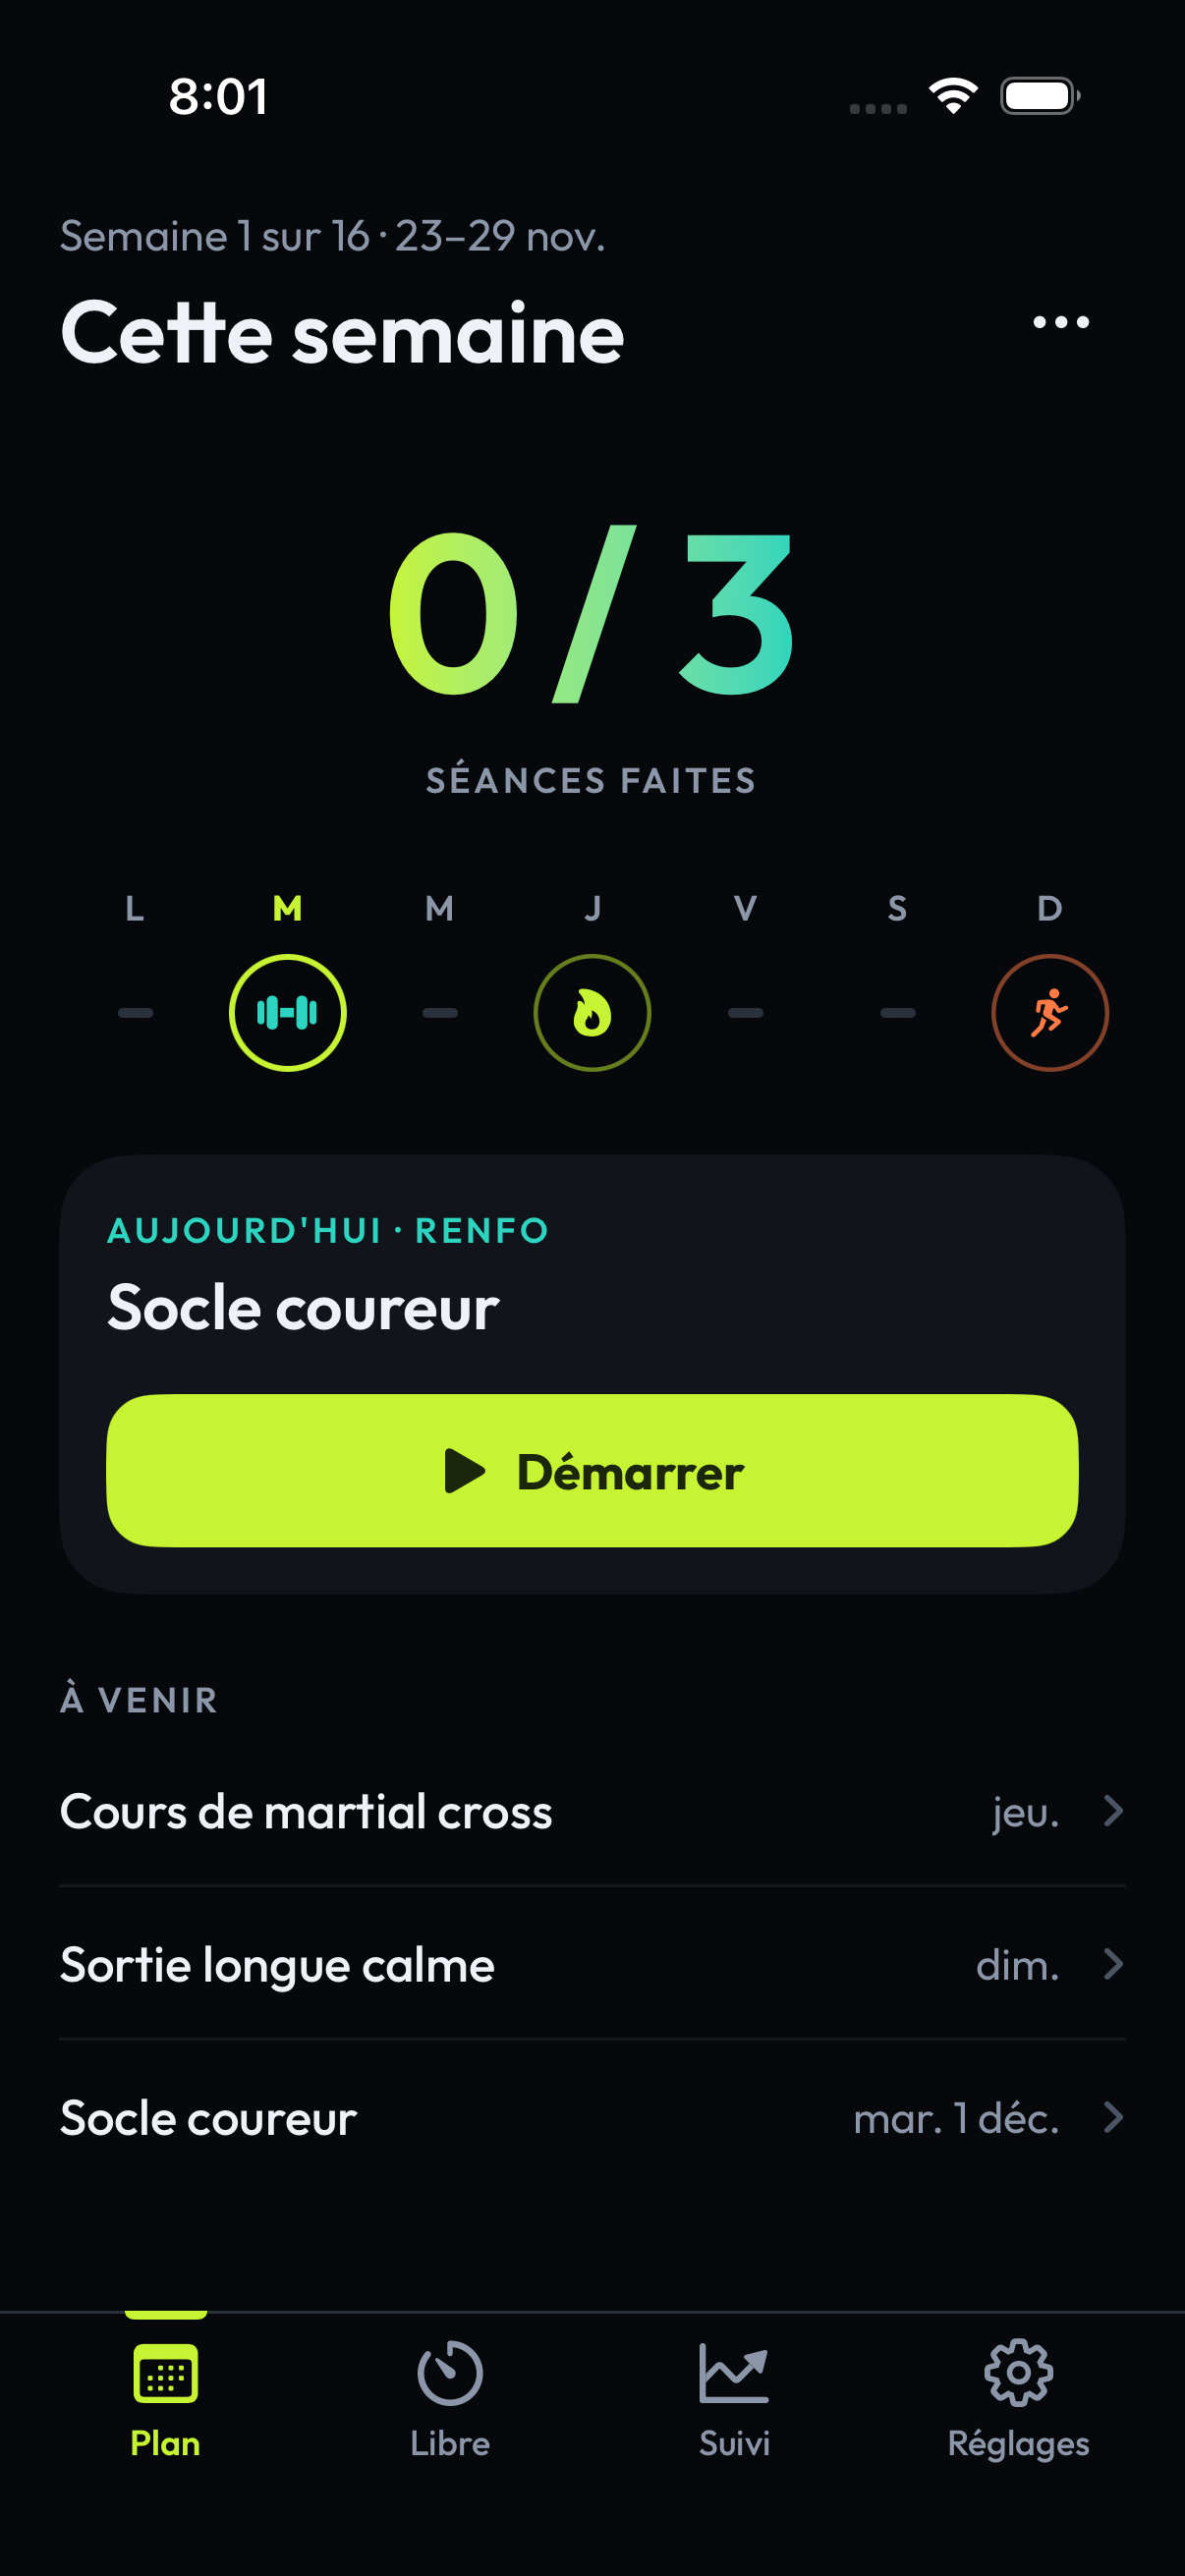 8:01
Semaine 1 sur 16 · 23–29 nov.
Cette semaine
0/3
SÉANCES FAITES
L M M J V S D
AUJOURD'HUI · RENFO
Socle coureur
Démarrer
À VENIR
Cours de martial cross jeu.
Sortie longue calme dim.
Socle coureur mar. 1 déc.
Plan Libre Suivi Réglages